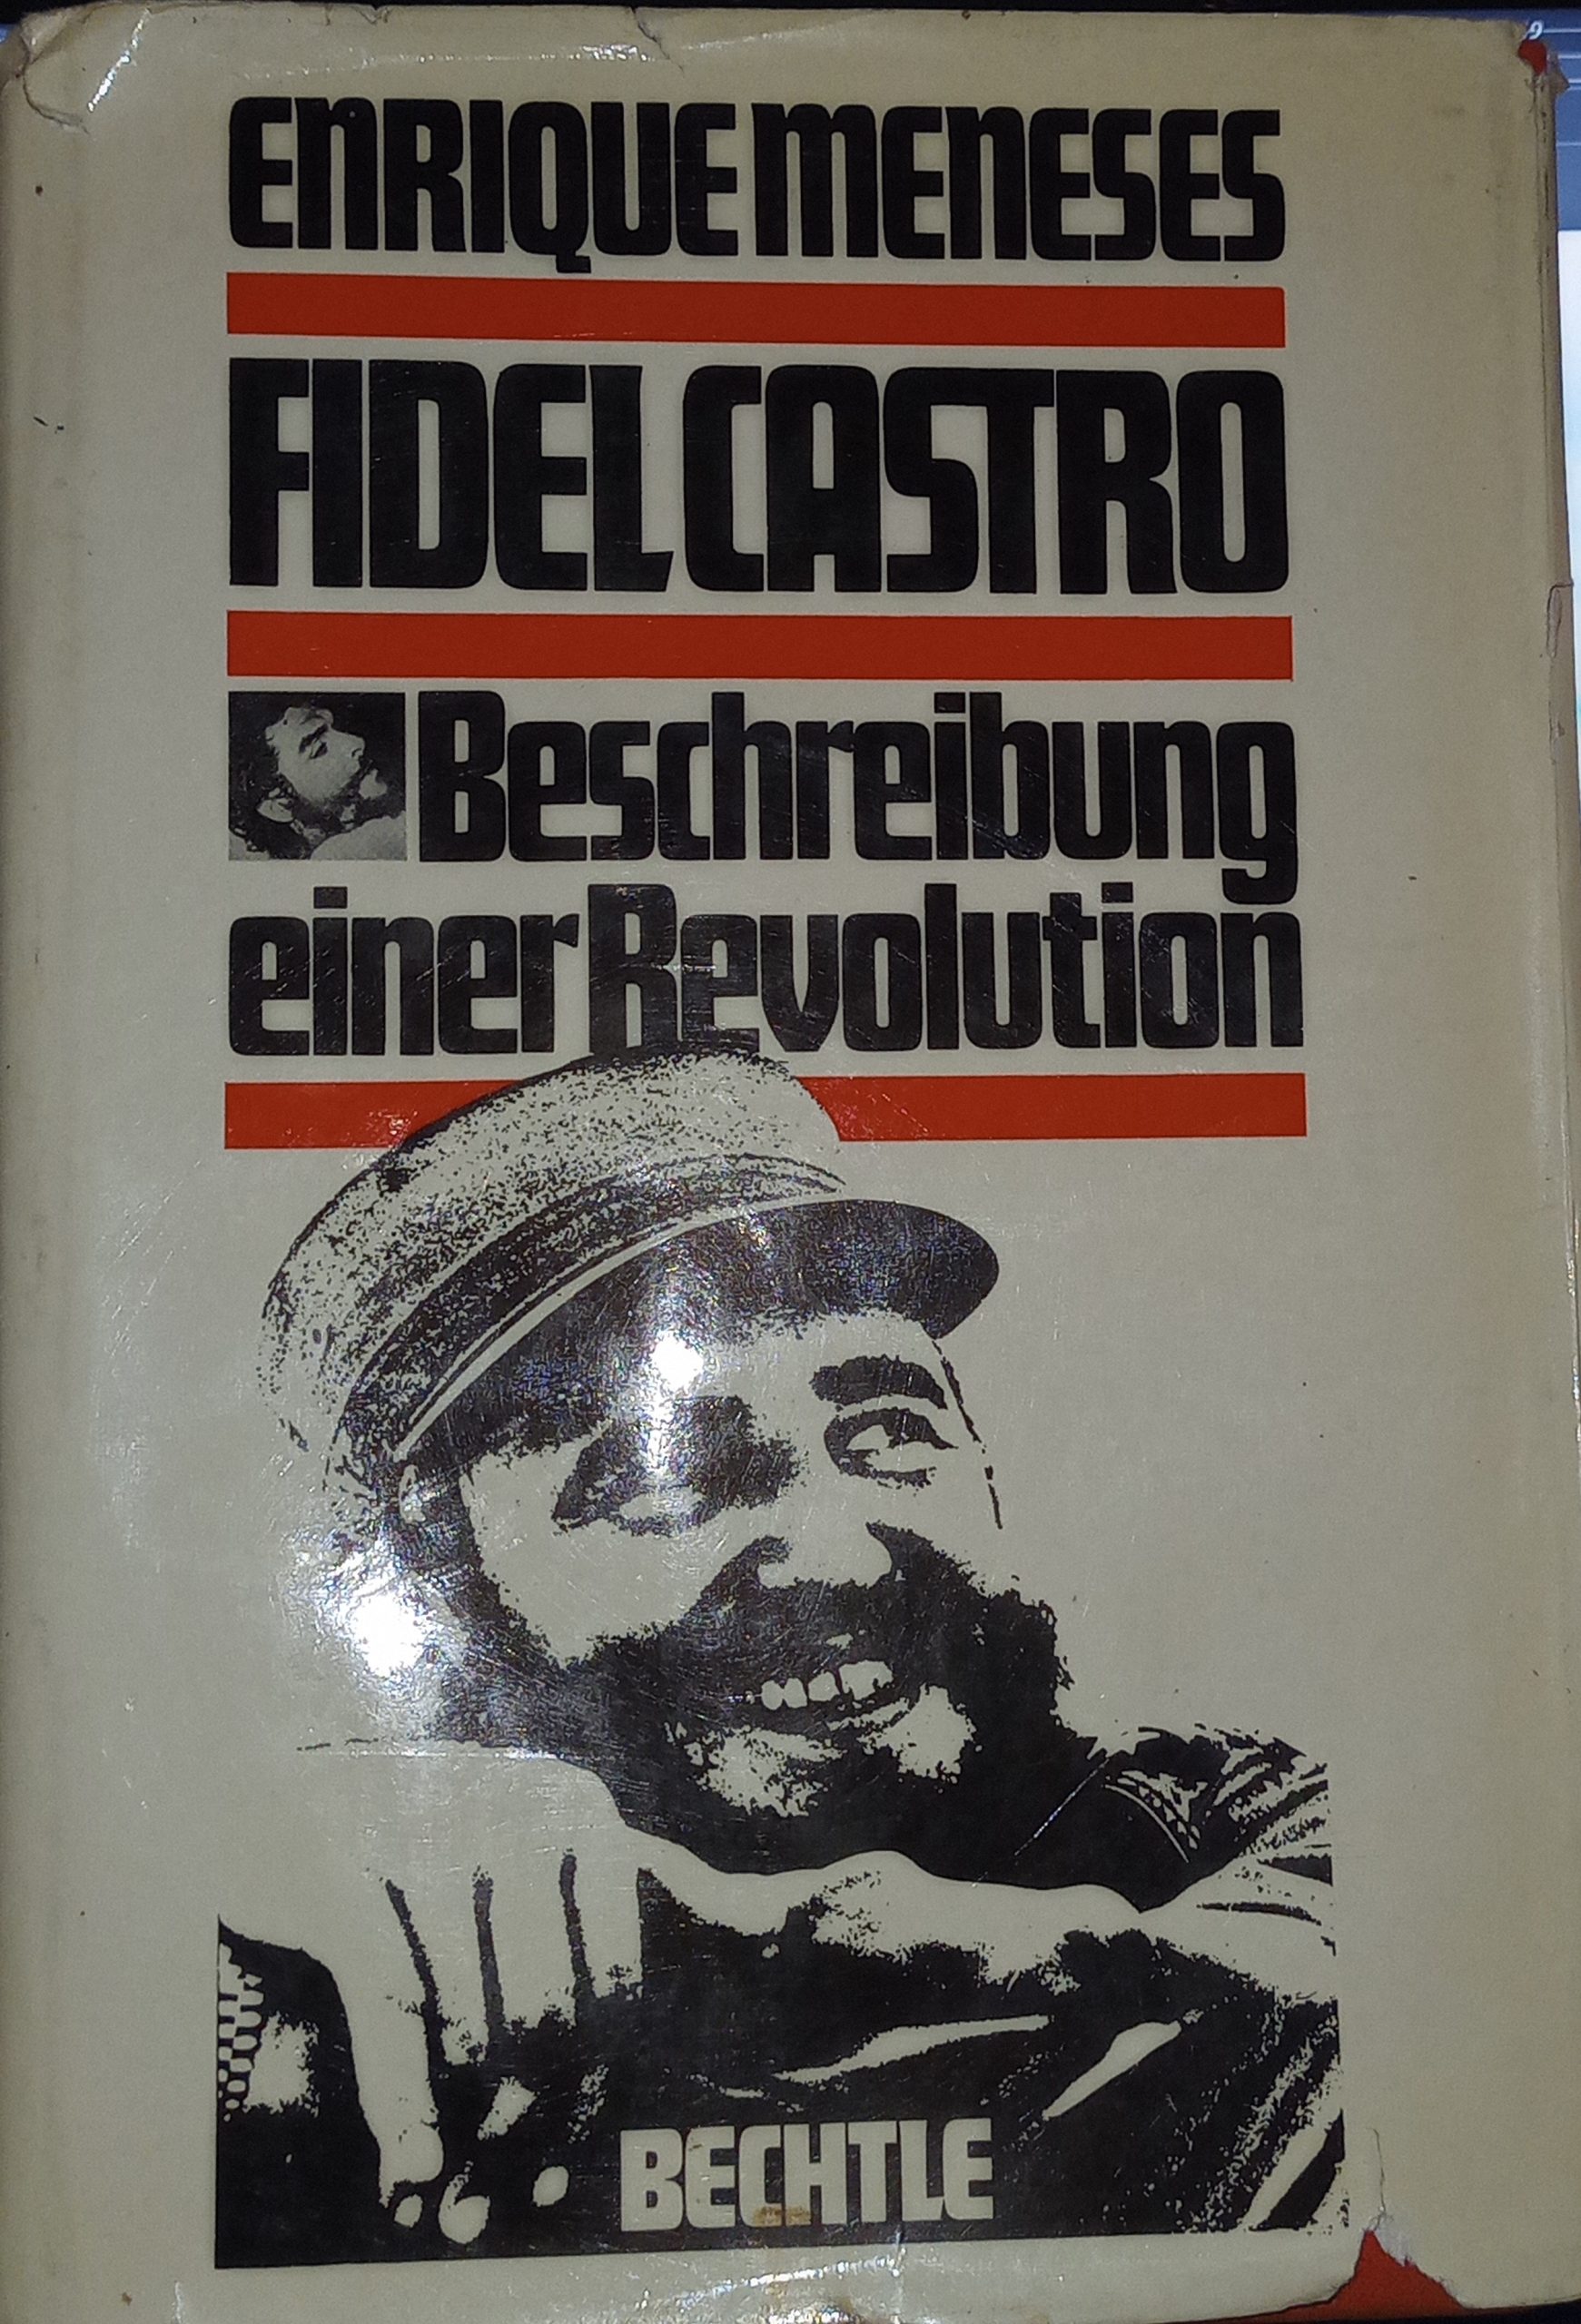 ENRIQUE MENESES
FIDEL CASTRO
Beschreibung
einer Revolution
BECHTLE